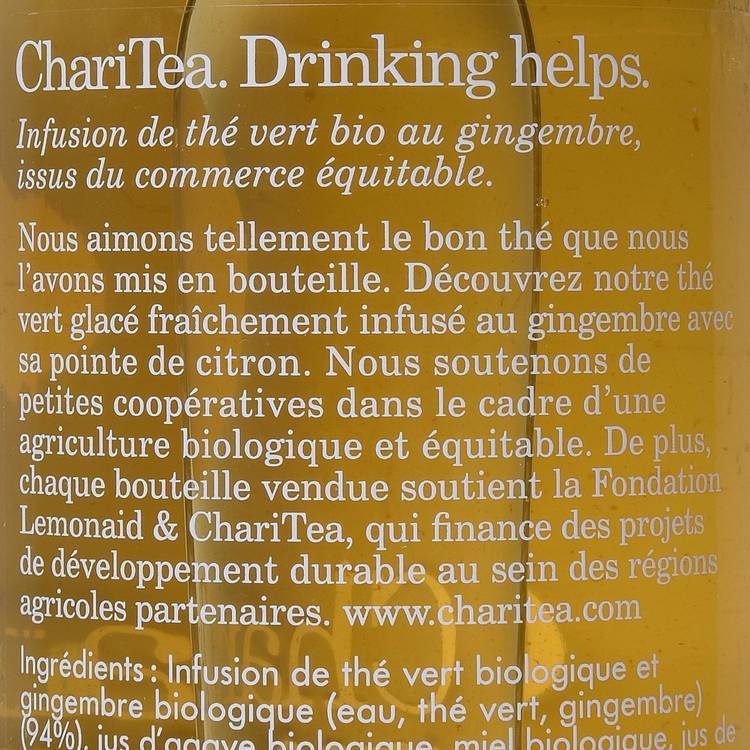 ChariTea. Drinking helps.
Infusion de thé vert bio au gingembre,
issus du commerce équitable.
Nous aimons tellement le bon thé que nous
l'avons mis en bouteille. Découvrez notre thé
vert glacé fraîchement infusé au gingembre avec
sa pointe de citron. Nous soutenons de
petites coopératives dans le cadre d'une
agriculture biologique et équitable. De plus,
chaque bouteille vendue soutient la Fondation
Lemonaid & ChariTea, qui finance des projets
de développement durable au sein des régions
agricoles partenaires. www.charitea.com
Ingrédients : Infusion de thé vert biologique et
gingembre biologique (eau, thé vert, gingembre)
(94%), jus d'agave biologique, miel biologique, jus de